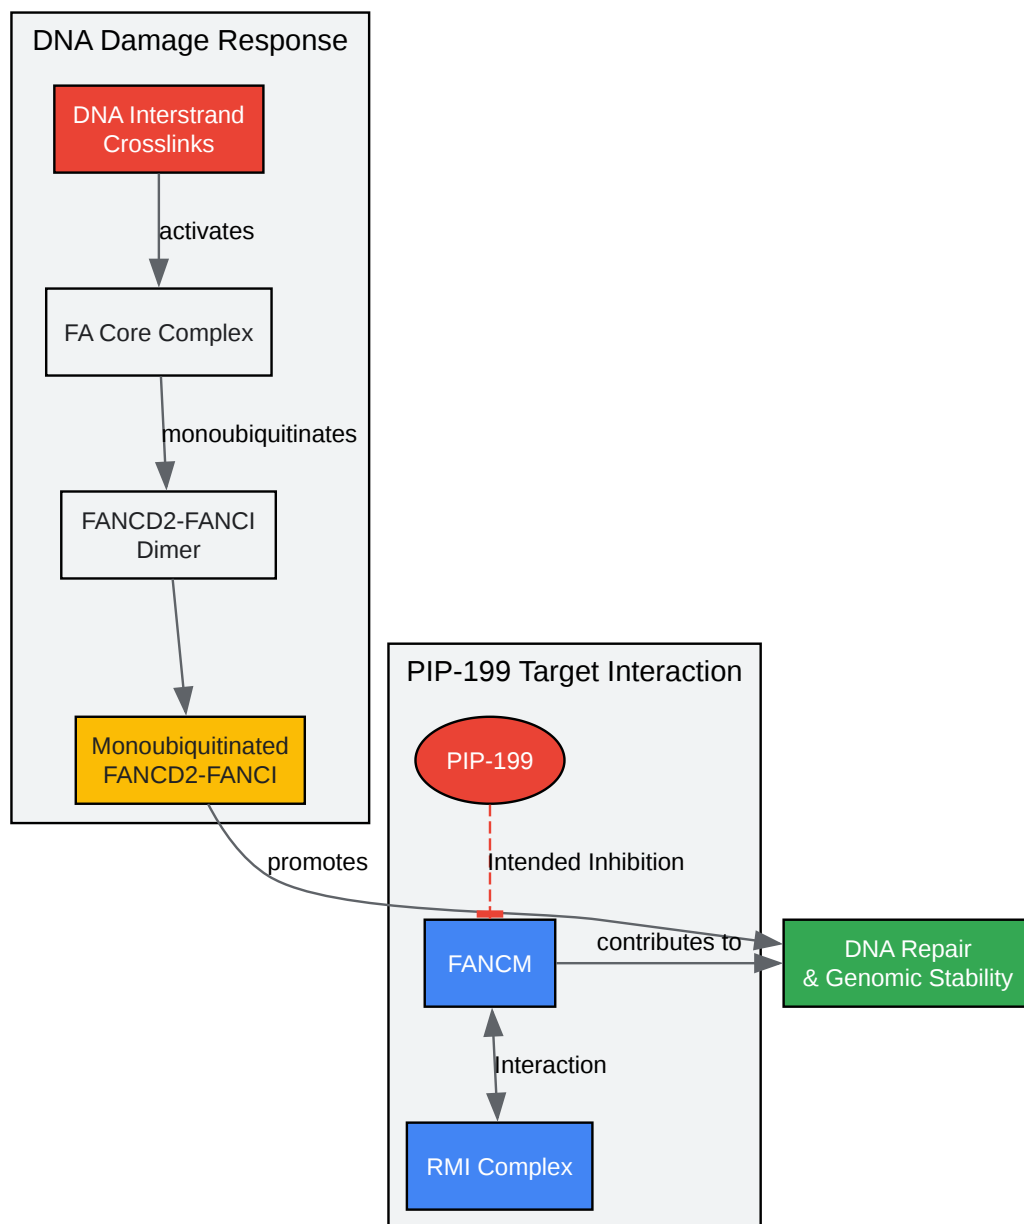 DNA Damage Response
DNA Interstrand
Crosslinks
activates
FA Core Complex
monoubiquitinates
FANCD2-FANCI
Dimer
Monoubiquitinated
FANCD2-FANCI
promotes
PIP-199 Target Interaction
PIP-199
Intended Inhibition
FANCM
contributes to
DNA Repair
& Genomic Stability
Interaction
RMI Complex